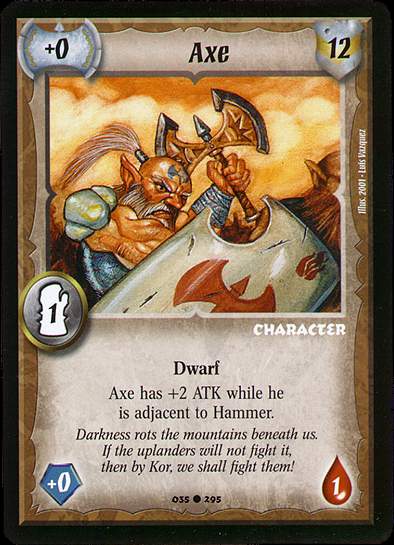 +0
Axe
12
Illus. 2001 - Luis Vazquez
1
CHARACTER
Dwarf
Axe has +2 ATK while he
is adjacent to Hammer.
Darkness rots the mountains beneath us.
If the uplanders will not fight it,
then by Kor, we shall fight them!
+0
035 ● 295
1